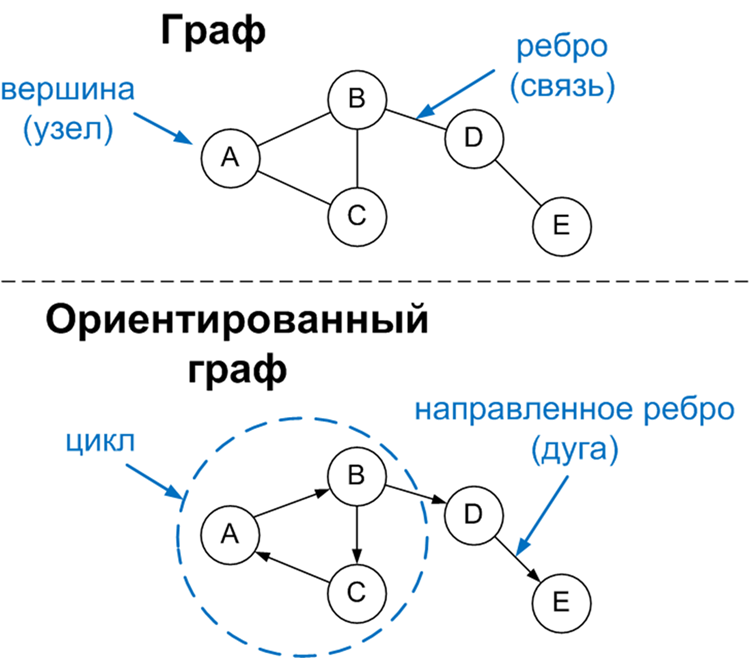 Граф
ребро
(связь)
вершина
(узел)
B
D
A
C
E
Ориентированный
граф
направленное ребро
(дуга)
цикл
B
D
A
C
E